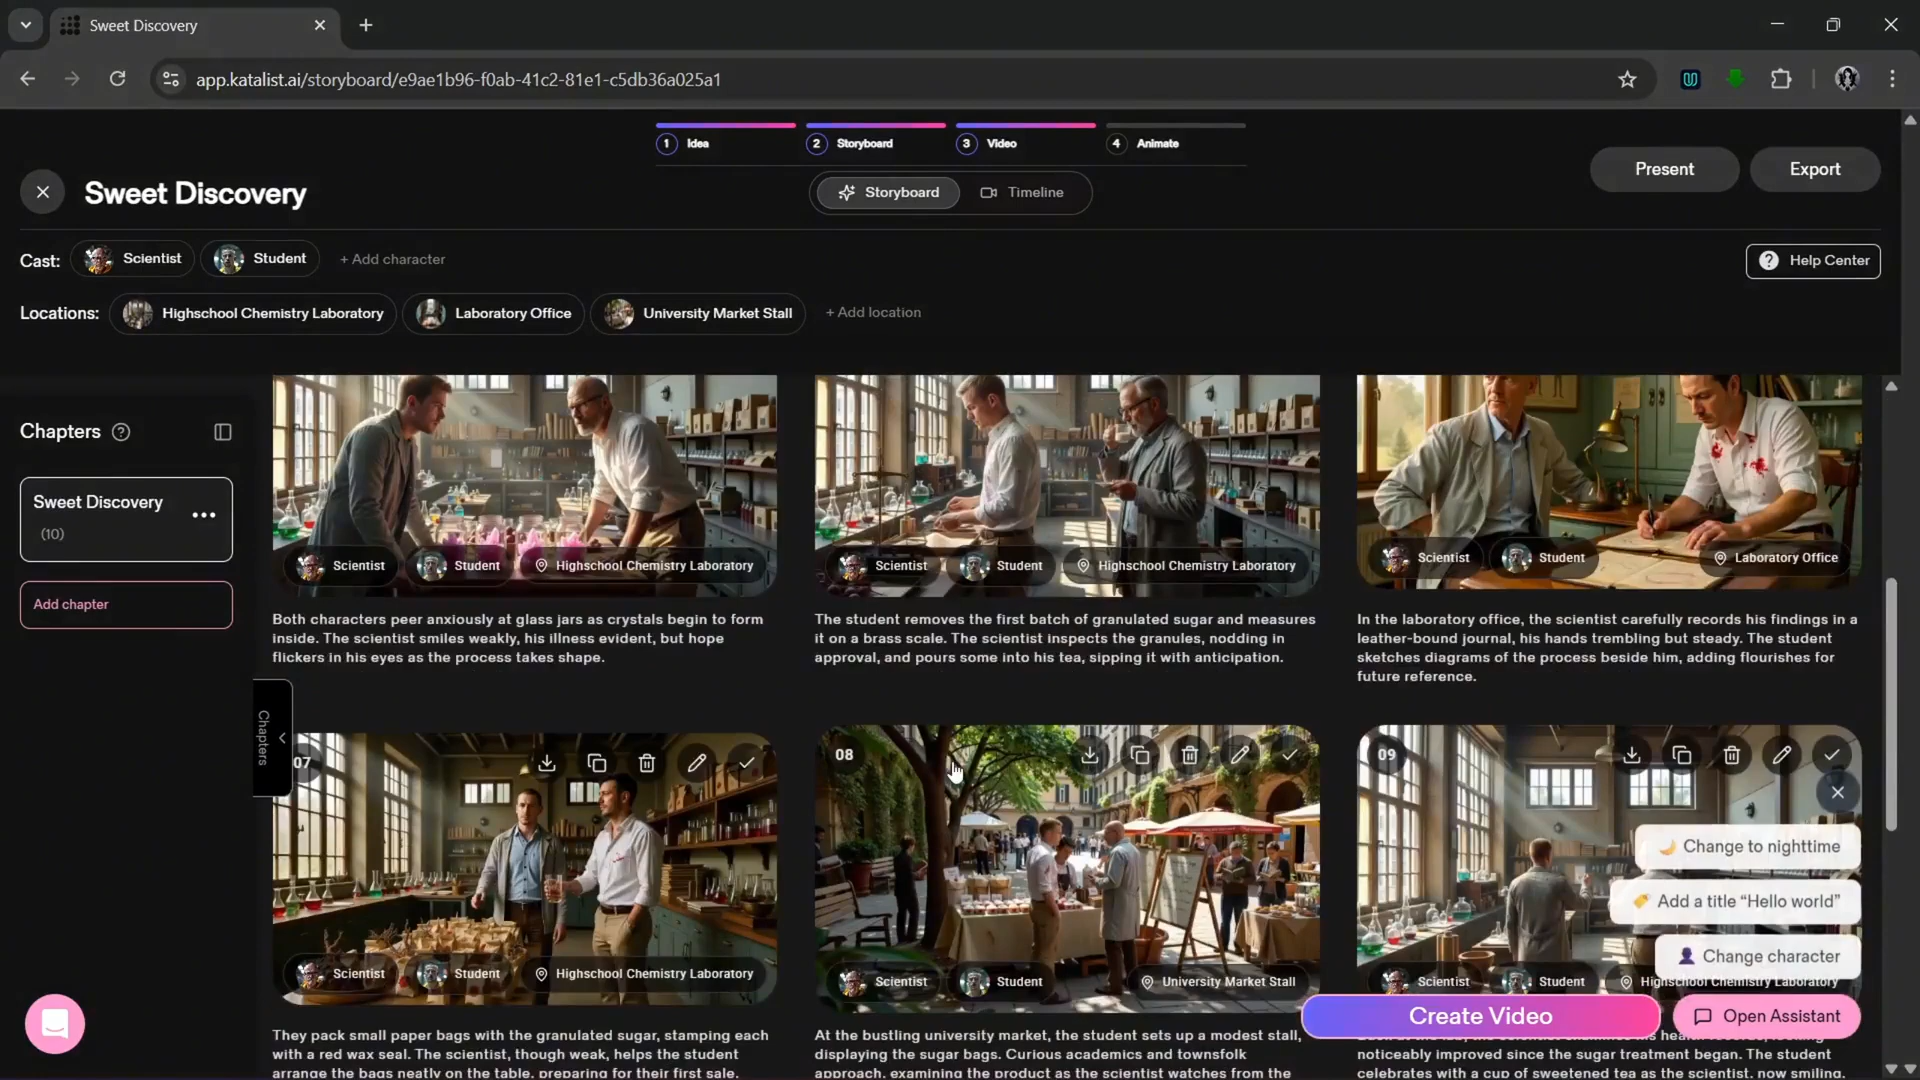 Sweet Discovery
app.katalist.ai/storyboard/e9ae1b96-f0ab-41c2-81e1-c5db36a025a1
1 Idea
2 Storyboard
3 Video
4 Animate
Sweet Discovery
Storyboard
Timeline
Present
Export
Cast:
Scientist
Student
+ Add character
Help Center
Locations:
Highschool Chemistry Laboratory
Laboratory Office
University Market Stall
+ Add location
Chapters
Sweet Discovery
(10)
Add chapter
Chapters
Scientist
Student
Highschool Chemistry Laboratory
Both characters peer anxiously at glass jars as crystals begin to form
inside. The scientist smiles weakly, his illness evident, but hope
flickers in his eyes as the process takes shape.
Scientist
Student
Highschool Chemistry Laboratory
The student removes the first batch of granulated sugar and measures
it on a brass scale. The scientist inspects the granules, nodding in
approval, and pours some into his tea, sipping it with anticipation.
Scientist
Student
Laboratory Office
In the laboratory office, the scientist carefully records his findings in a
leather-bound journal, his hands trembling but steady. The student
sketches diagrams of the process beside him, adding flourishes for
future reference.
07
Scientist
Student
Highschool Chemistry Laboratory
They pack small paper bags with the granulated sugar, stamping each
with a red wax seal. The scientist, though weak, helps the student
arrange the bags neatly on the table, preparing for their first sale.
08
Scientist
Student
University Market Stall
At the bustling university market, the student sets up a modest stall,
displaying the sugar bags. Curious academics and townsfolk
approach, examining the product as the scientist watches from the
09
Scientist
Student
Highschool Chemistry Laboratory
noticeably improved since the sugar treatment began. The student
celebrates with a cup of sweetened tea as the scientist, now smiling,
Change to nighttime
Add a title “Hello world”
Change character
Create Video
Open Assistant